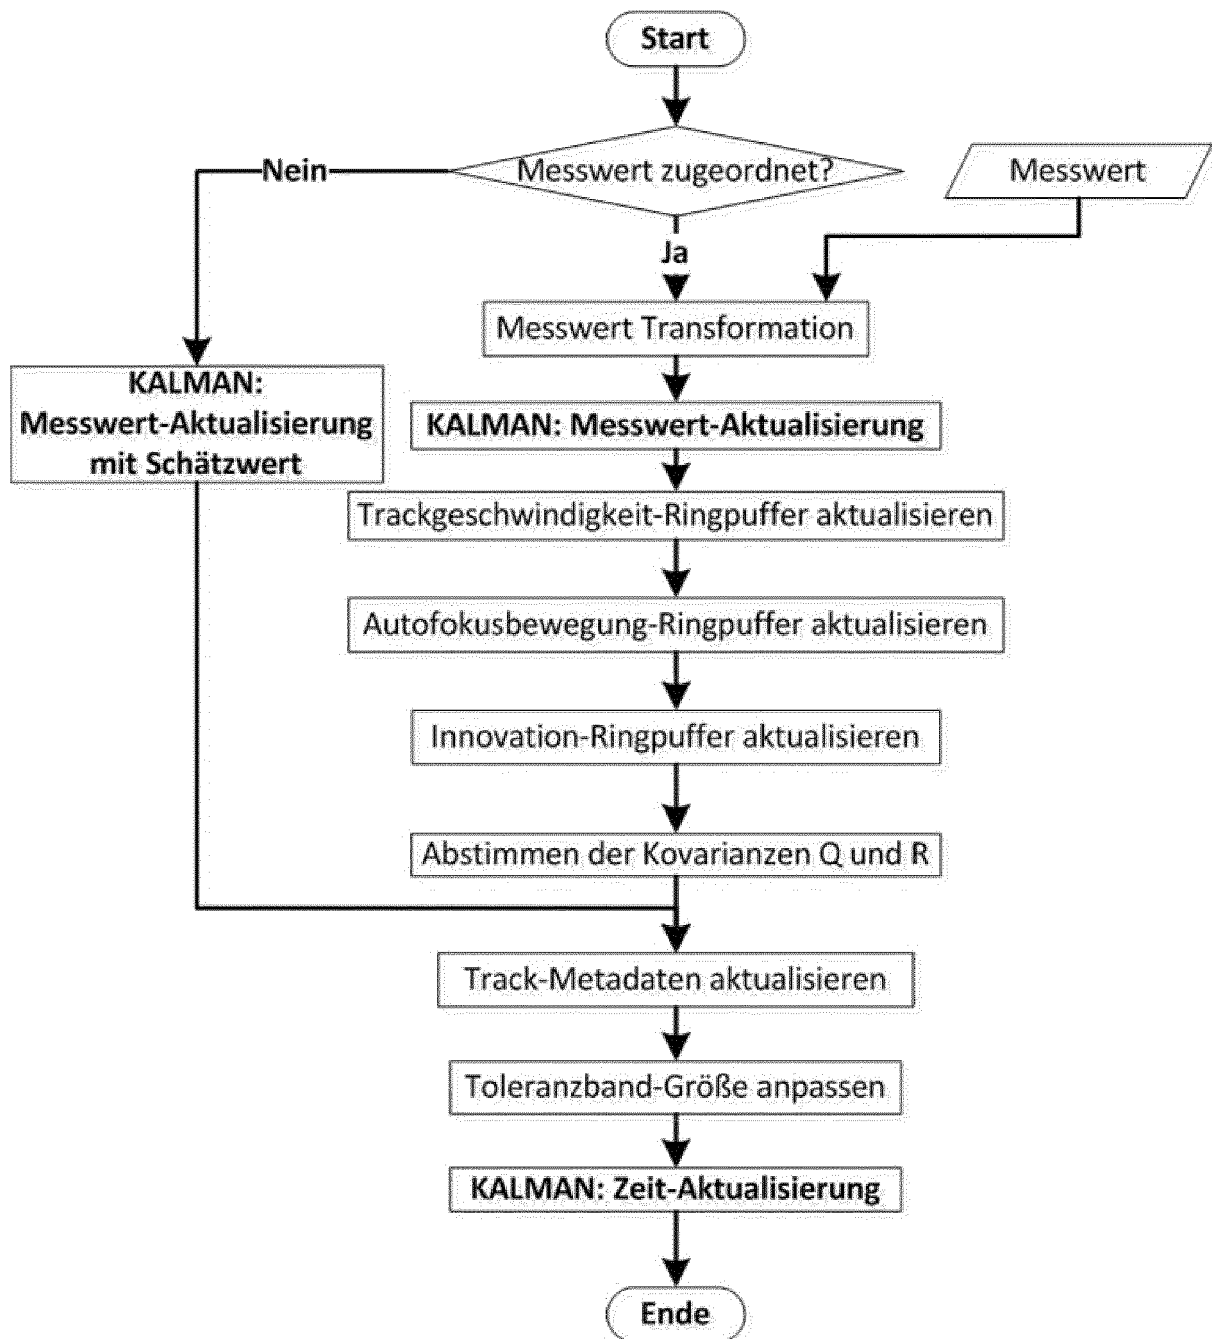 Start
Messwert zugeordnet?
Messwert
Nein
Ja
Messwert Transformation
KALMAN:
Messwert-Aktualisierung
mit Schätzwert
KALMAN: Messwert-Aktualisierung
Trackgeschwindigkeit-Ringpuffer aktualisieren
Autofokusbewegung-Ringpuffer aktualisieren
Innovation-Ringpuffer aktualisieren
Abstimmen der Kovarianzen Q und R
Track-Metadaten aktualisieren
Toleranzband-Größe anpassen
KALMAN: Zeit-Aktualisierung
Ende